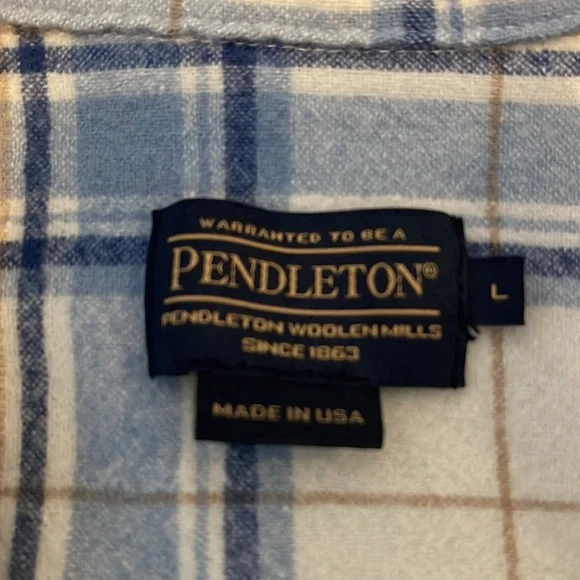 WARRANTED TO BE A
PENDLETON®
PENDLETON WOOLEN MILLS
SINCE 1863
L
MADE IN USA